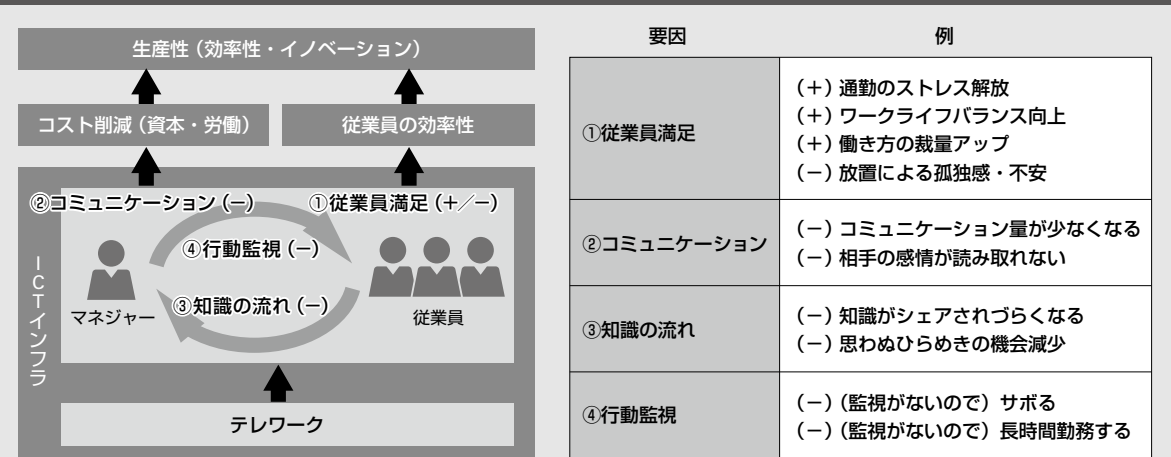 生産性（効率性・イノベーション）
コスト削減（資本・労働）
従業員の効率性
②コミュニケーション（−）
①従業員満足（+／−）
④行動監視（−）
③知識の流れ（−）
マネジャー
従業員
ICTインフラ
テレワーク
要因
例
①従業員満足
（+）通勤のストレス解放
（+）ワークライフバランス向上
（+）働き方の裁量アップ
（−）放置による孤独感・不安
②コミュニケーション
（−）コミュニケーション量が少なくなる
（−）相手の感情が読み取れない
③知識の流れ
（−）知識がシェアされづらくなる
（−）思わぬひらめきの機会減少
④行動監視
（−）（監視がないので）サボる
（−）（監視がないので）長時間勤務する